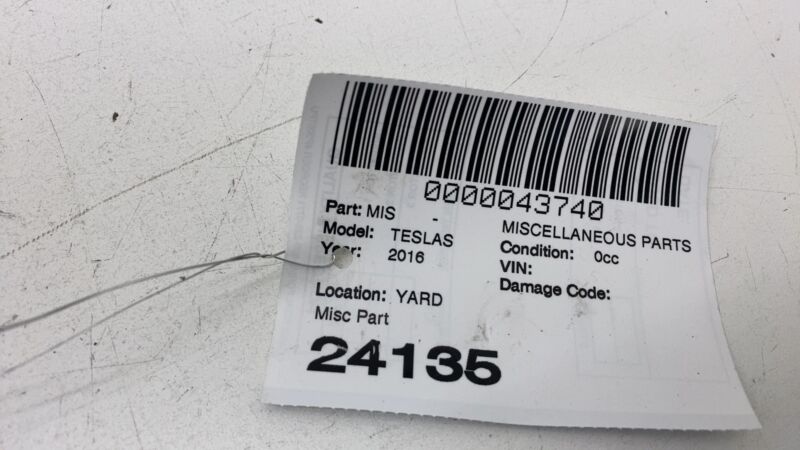 0000043740
Part: MIS - MISCELLANEOUS PARTS
Model: TESLAS Condition: 0cc
Year: 2016 VIN:
Damage Code:
Location: YARD
Misc Part
24135